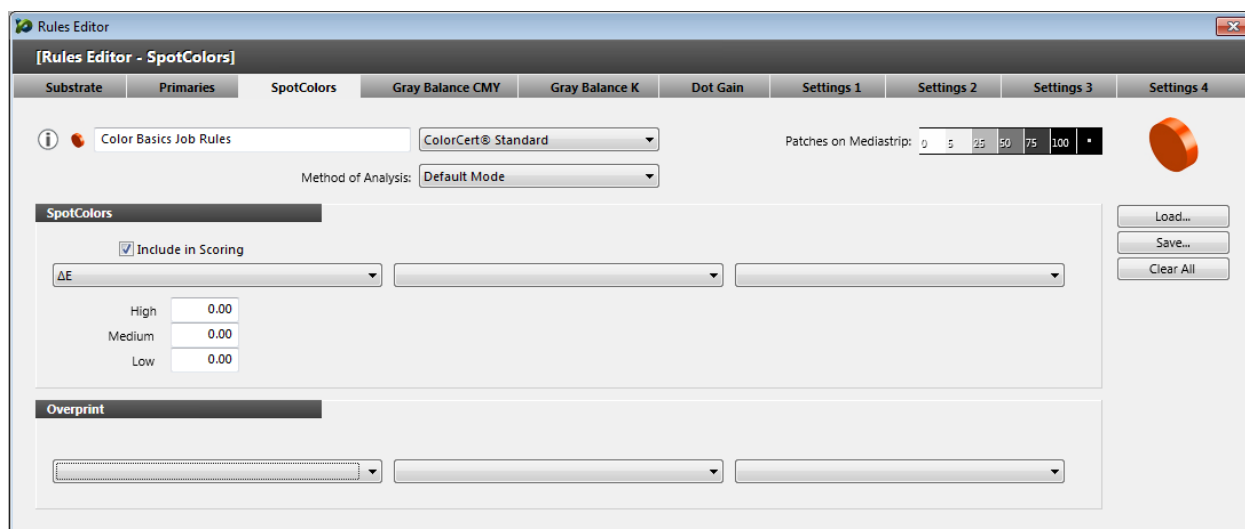 Rules Editor
[Rules Editor - SpotColors]
Substrate Primaries SpotColors Gray Balance CMY Gray Balance K Dot Gain Settings 1 Settings 2 Settings 3 Settings 4
Color Basics Job Rules ColorCert® Standard Patches on Mediastrip: 0 5 25 50 75 100 *
Method of Analysis: Default Mode
SpotColors
Load...
Include in Scoring
Save...
ΔE
Clear All
High 0.00
Medium 0.00
Low 0.00
Overprint